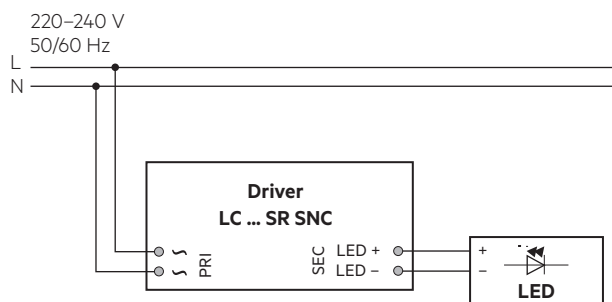 220–240 V
50/60 Hz
L
N
Driver
LC ... SR SNC
~ PRI SEC LED + +
~ LED – –
LED